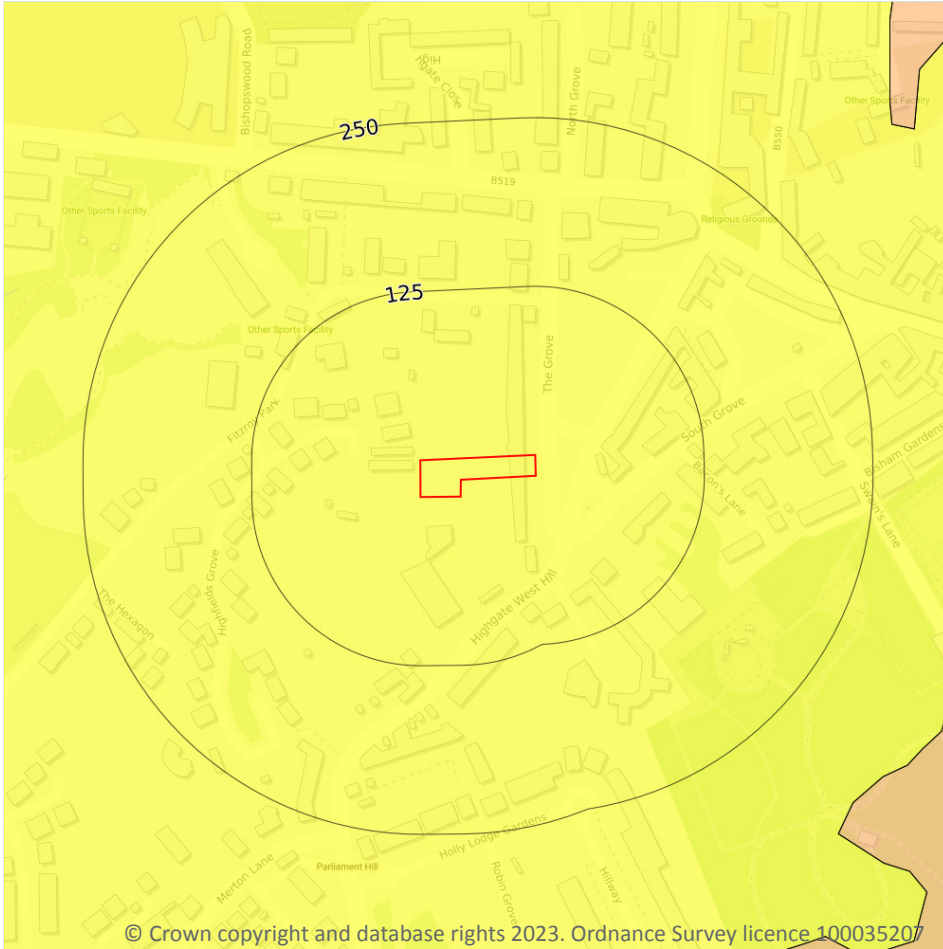 Bishopswood Road
Highgate Close
North Grove
Other Sports Facility
B550
250
B519
Other Sports Facility
Religious Grounds
125
Other Sports Facility
The Grove
Fitzroy Park
South Grove
Bisham Gardens
Bacon's Lane
Swain's Lane
Highfields Grove
The Hexagon
Highgate West Hill
Holly Lodge Gardens
Merton Lane
Parliament Hill
Robin Grove
Hillway
© Crown copyright and database rights 2023. Ordnance Survey licence 100035207